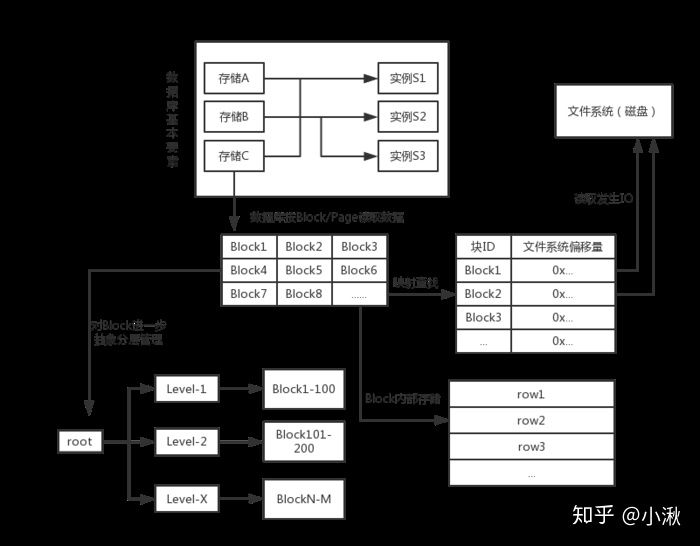 数据库基本要素
存储A
实例S1
存储B
实例S2
存储C
实例S3
文件系统（磁盘）
读取发生IO
数据库按Block/Page读取数据
Block1
Block2
Block3
Block4
Block5
Block6
Block7
Block8
......
映射查找
块ID
文件系统偏移量
Block1
0x...
Block2
0x...
Block3
0x...
...
0x...
对Block进一步
抽象分层管理
Block内部存储
root
Level-1
Block1-100
Level-2
Block101-
200
Level-X
BlockN-M
row1
row2
row3
...
知乎 @小湫